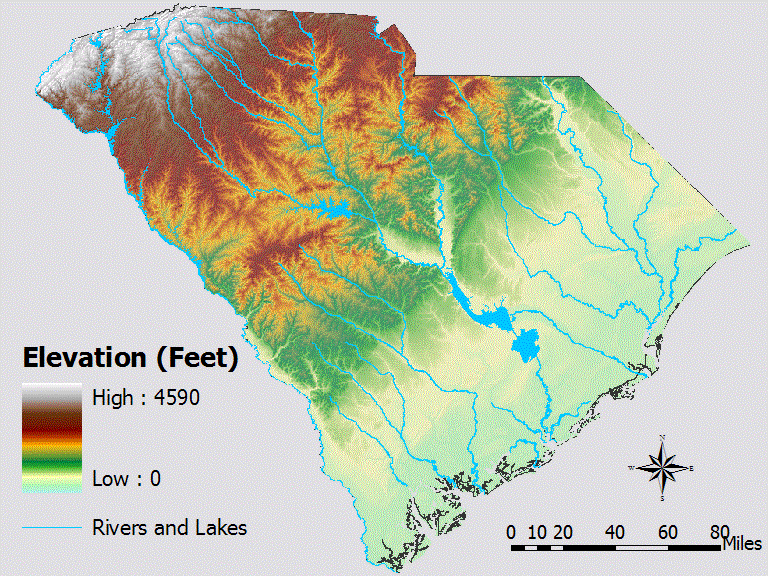 Elevation (Feet)
High : 4590
Low : 0
Rivers and Lakes
N
W E
S
0 10 20 40 60 80
Miles